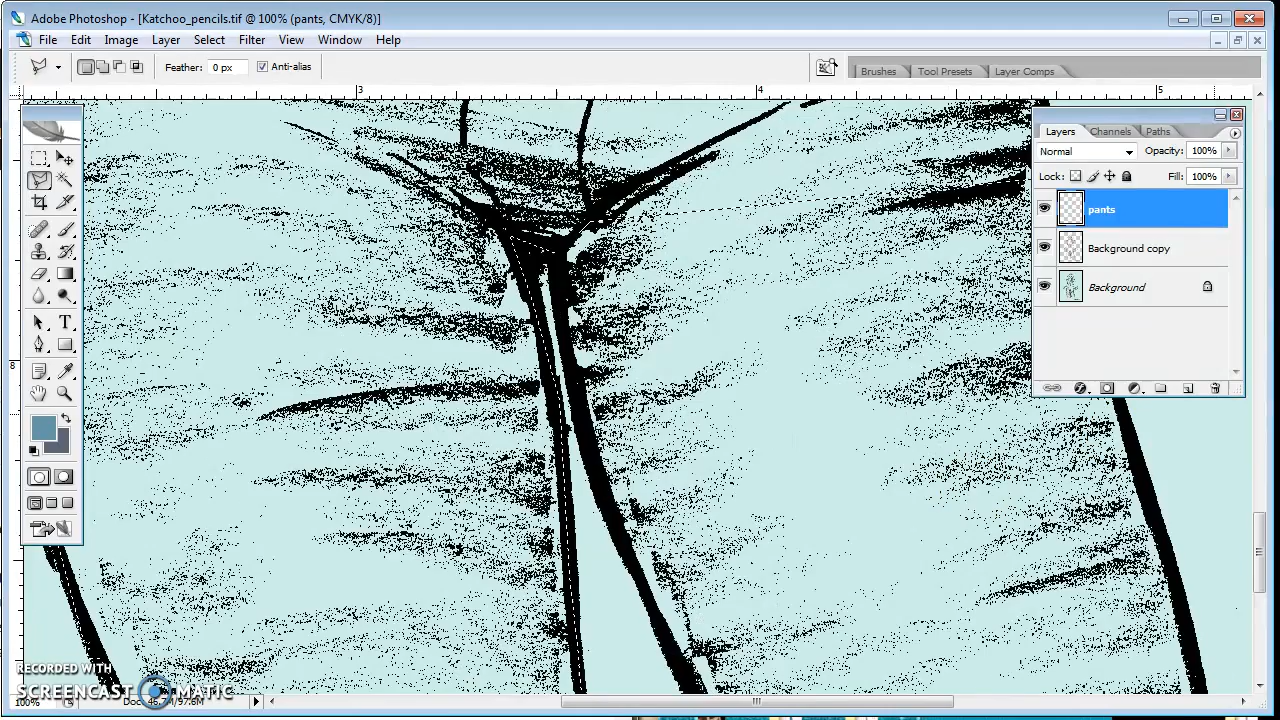 Adobe Photoshop - [Katchoo_pencils.tif @ 100% (pants, CMYK/8)]
File Edit Image Layer Select Filter View Window Help
Feather: 0 px Anti-alias
Brushes Tool Presets Layer Comps
3 4 5
8
Layers Channels Paths
Normal Opacity: 100%
Lock: Fill: 100%
pants
Background copy
Background
T
RECORDED WITH
SCREENCAST MATIC
100%